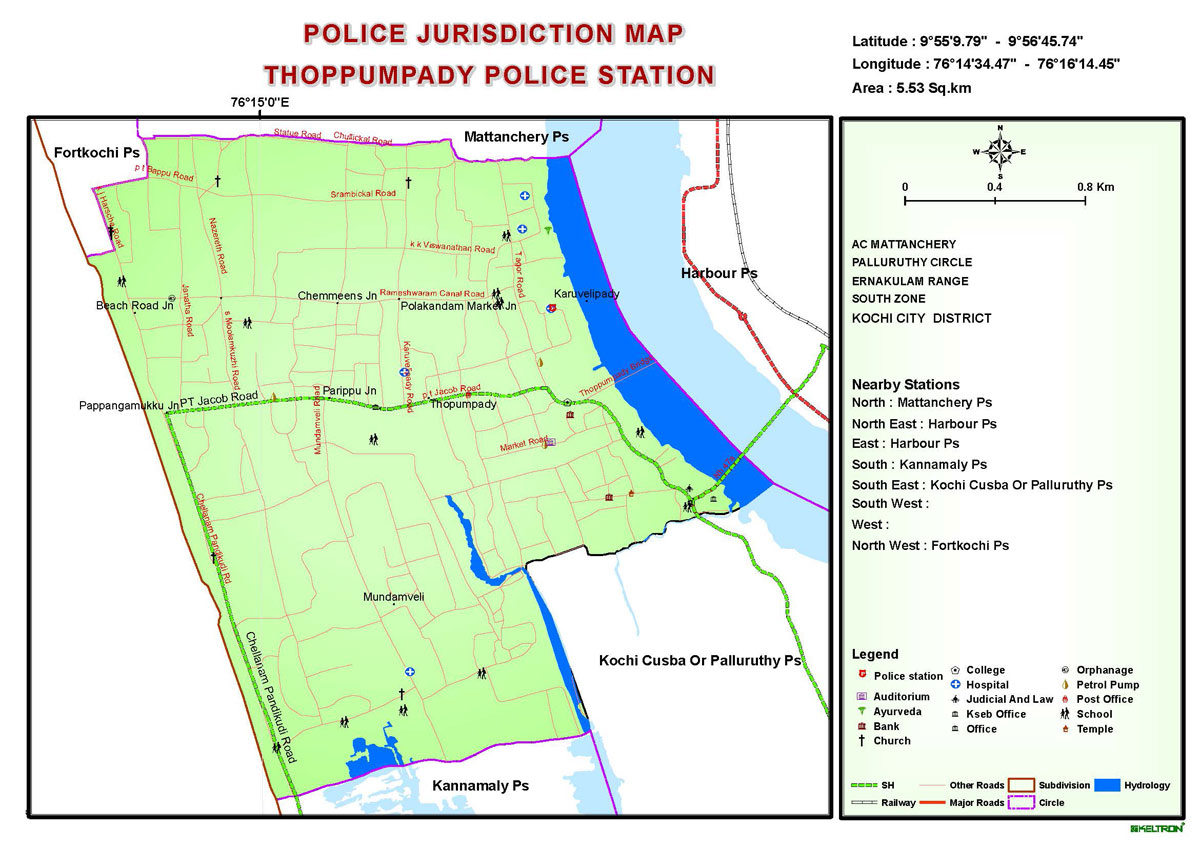 POLICE JURISDICTION MAP
THOPPUMPADY POLICE STATION
Latitude : 9°55'9.79" - 9°56'45.74"
Longitude : 76°14'34.47" - 76°16'14.45"
Area : 5.53 Sq.km
76°15'0"E
Fortkochi Ps
Statue Road
Chullickal Road
Mattanchery Ps
p t Bappu Road
Srambickal Road
j Harscha Road
Nazereth Road
k k Viswanathan Road
Tagor Road
Harbour Ps
Beach Road Jn
Janatha Road
Chemmeens Jn
Rameshwaram Canal Road
Polakandam Market Jn
Karuvelipady
s Moolamkuzhi Road
Karuvelipady Road
Thoppumpady Bridge
Pappangamukku Jn
PT Jacob Road
Parippu Jn
p t Jacob Road
Thopumpady
Mundamveli Road
Market Road
Chellanam Pandikudi Rd
Mundamveli
Chellanam Pandikudi Road
Kochi Cusba Or Palluruthy Ps
Kannamaly Ps
N
W E
S
0 0.4 0.8 Km
AC MATTANCHERY
PALLURUTHY CIRCLE
ERNAKULAM RANGE
SOUTH ZONE
KOCHI CITY DISTRICT
Nearby Stations
North : Mattanchery Ps
North East : Harbour Ps
East : Harbour Ps
South : Kannamaly Ps
South East : Kochi Cusba Or Palluruthy Ps
South West :
West :
North West : Fortkochi Ps
Legend
Police station
Auditorium
Ayurveda
Bank
Church
College
Hospital
Judicial And Law
Kseb Office
Office
Orphanage
Petrol Pump
Post Office
School
Temple
SH
Other Roads
Subdivision
Hydrology
Railway
Major Roads
Circle
KELTRON